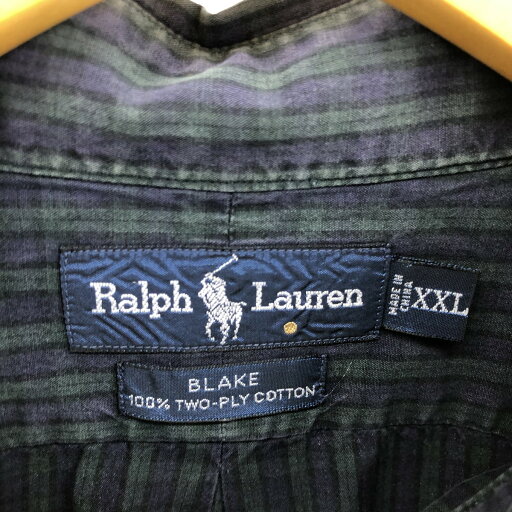 Ralph Lauren
MADE IN
CHINA
XXL
BLAKE
100% TWO-PLY COTTON